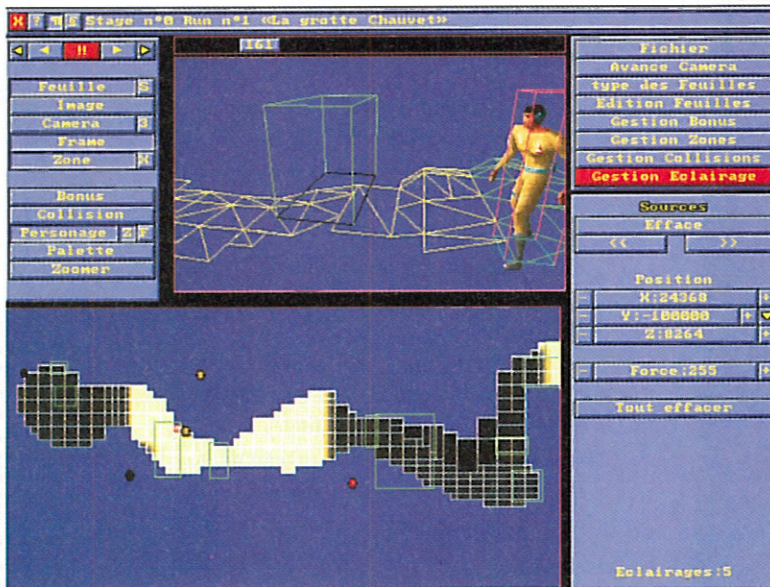 X ? ¶ S Stage n°0 Run n°1 «La grotte Chauvet»
!!
Feuille S
Image
Camera 3
Frame
Zone X
Bonus
Collision
Personage Z F
Palette
Zoomer
161
Fichier
Avance Camera
type des Feuilles
Edition Feuilles
Gestion Bonus
Gestion Zones
Gestion Collisions
Gestion Eclairage
Sources
Efface
<< >>
Position
- X:24368 +
- Y:-100000 +
- Z:8264 +
- Force:255 +
Tout effacer
Eclairages:5